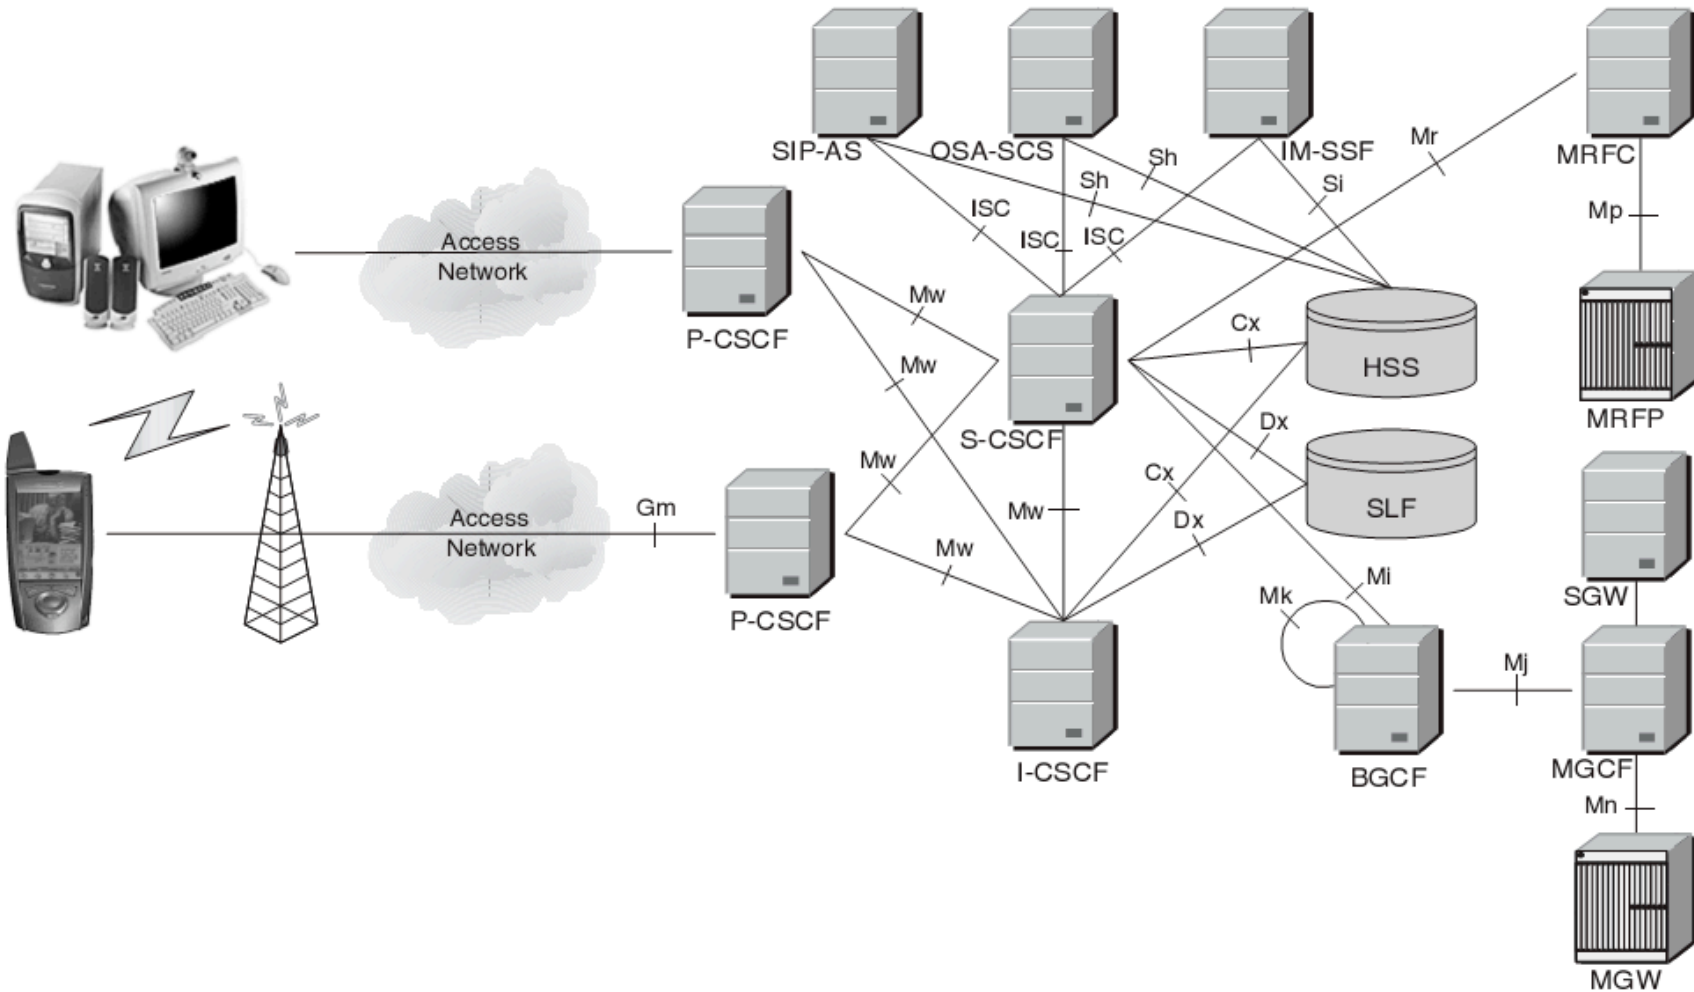 SIP-AS
OSA-SCS
IM-SSF
MRFC
Mr
Sh
Sh
Si
ISC
ISC
ISC
Mp
Access
Network
P-CSCF
Mw
Cx
HSS
MRFP
Mw
S-CSCF
Dx
Mw
Cx
Gm
Access
Network
Mw
Dx
SLF
Mw
P-CSCF
Mi
Mk
SGW
Mj
I-CSCF
BGCF
MGCF
Mn
MGW